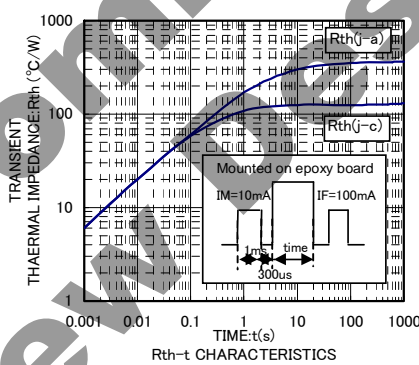 1000
100
10
1
TRANSIENT
THAERMAL IMPEDANCE:Rth (℃/W)
Rth(j-a)
Rth(j-c)
Mounted on epoxy board
IM=10mA
IF=100mA
1ms
time
300us
0.001
0.01
0.1
1
10
100
1000
TIME:t(s)
Rth-t CHARACTERISTICS